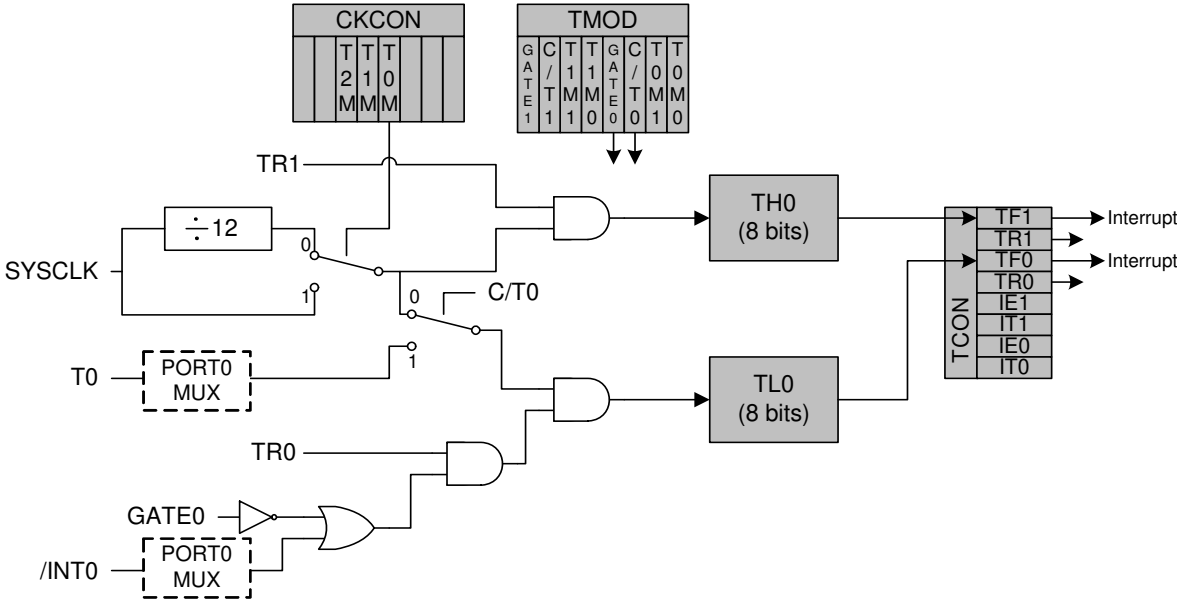 CKCON
T2M T1M T0M
TMOD
GATE1 C/T1 T1M1 T1M0 GATE0 C/T0 T0M1 T0M0
TR1
÷12
0
SYSCLK
1
0
C/T0
1
T0
PORT0
MUX
TR0
GATE0
/INT0
PORT0
MUX
TH0
(8 bits)
TL0
(8 bits)
TCON
TF1
Interrupt
TR1
TF0
Interrupt
TR0
IE1
IT1
IE0
IT0